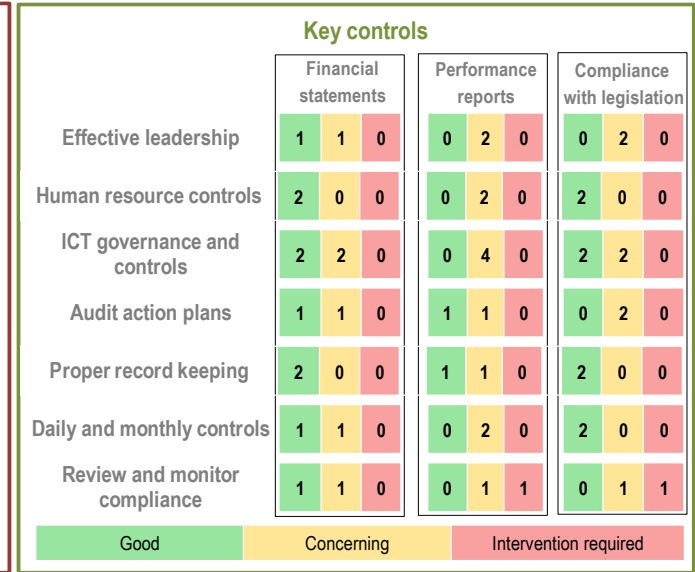 Key controls
Financial statements
Performance reports
Compliance with legislation
Effective leadership 1 1 0 0 2 0 0 2 0
Human resource controls 2 0 0 0 2 0 2 0 0
ICT governance and controls 2 2 0 0 4 0 2 2 0
Audit action plans 1 1 0 1 1 0 0 2 0
Proper record keeping 2 0 0 1 1 0 2 0 0
Daily and monthly controls 1 1 0 0 2 0 2 0 0
Review and monitor compliance 1 1 0 0 1 1 0 1 1
Good Concerning Intervention required